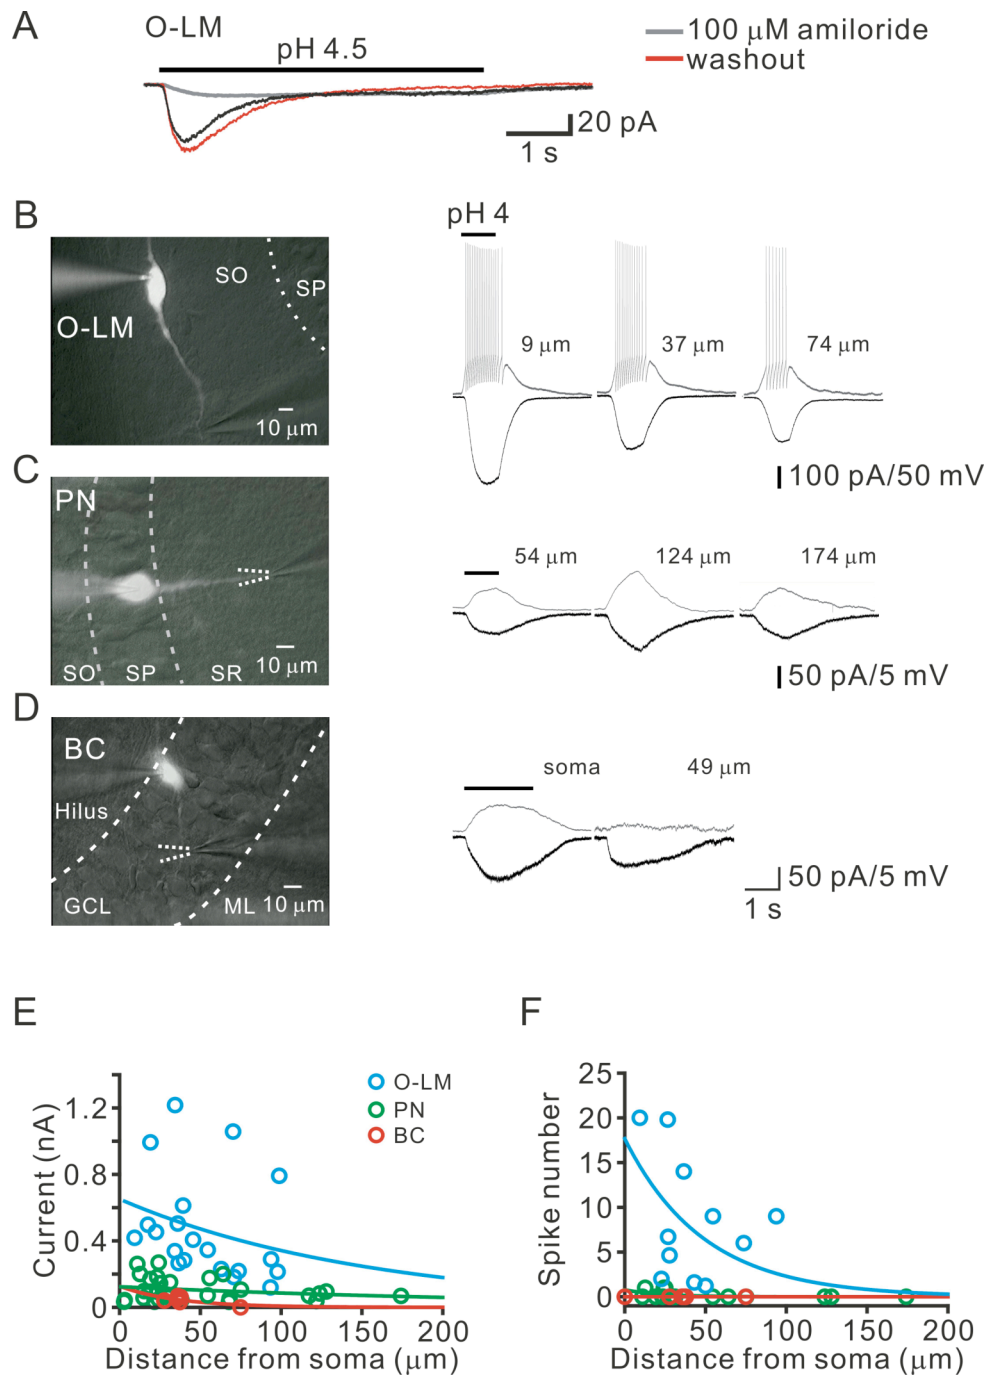 A
O-LM
pH 4.5
100 μM amiloride
washout
20 pA
1 s
B
pH 4
SO
SP
O-LM
10 μm
9 μm
37 μm
74 μm
100 pA/50 mV
C
PN
SO
SP
SR
10 μm
54 μm
124 μm
174 μm
50 pA/5 mV
D
BC
Hilus
GCL
ML
10 μm
soma
49 μm
50 pA/5 mV
1 s
E
Current (nA)
1.2
0.8
0.4
0
0 50 100 150 200
Distance from soma (μm)
O-LM
PN
BC
F
Spike number
25
20
15
10
5
0
0 50 100 150 200
Distance from soma (μm)